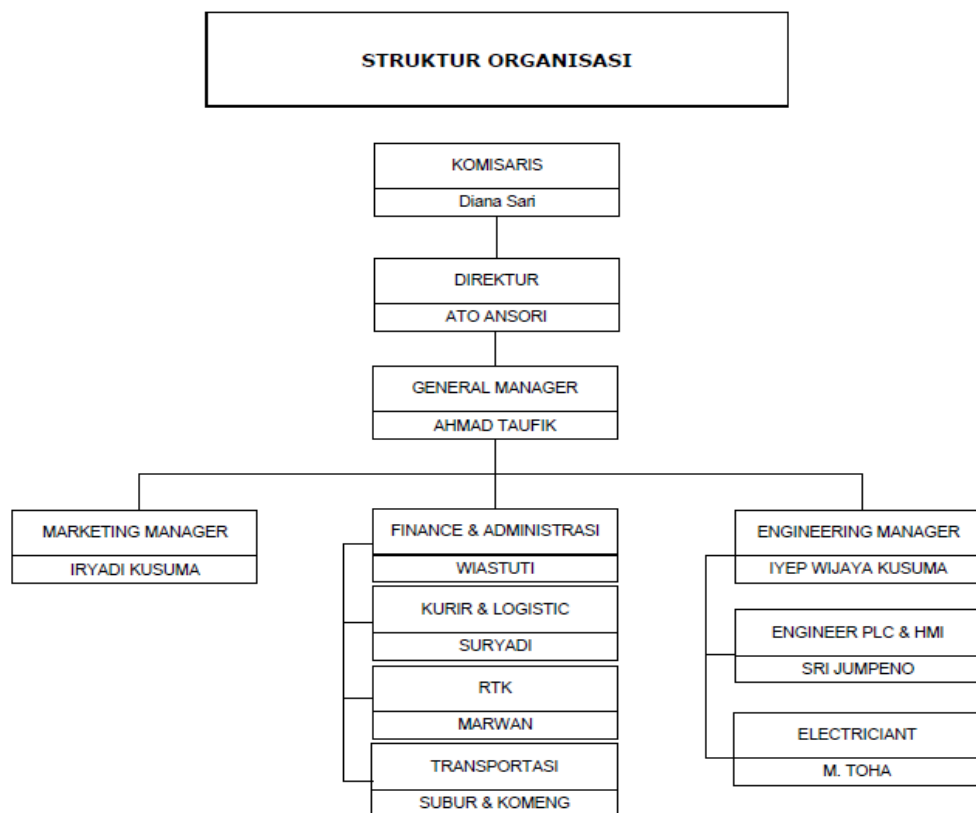 STRUKTUR ORGANISASI
KOMISARIS
Diana Sari
DIREKTUR
ATO ANSORI
GENERAL MANAGER
AHMAD TAUFIK
MARKETING MANAGER
IRYADI KUSUMA
FINANCE & ADMINISTRASI
WIASTUTI
KURIR & LOGISTIC
SURYADI
RTK
MARWAN
TRANSPORTASI
SUBUR & KOMENG
ENGINEERING MANAGER
IYEP WIJAYA KUSUMA
ENGINEER PLC & HMI
SRI JUMPENO
ELECTRICIANT
M. TOHA